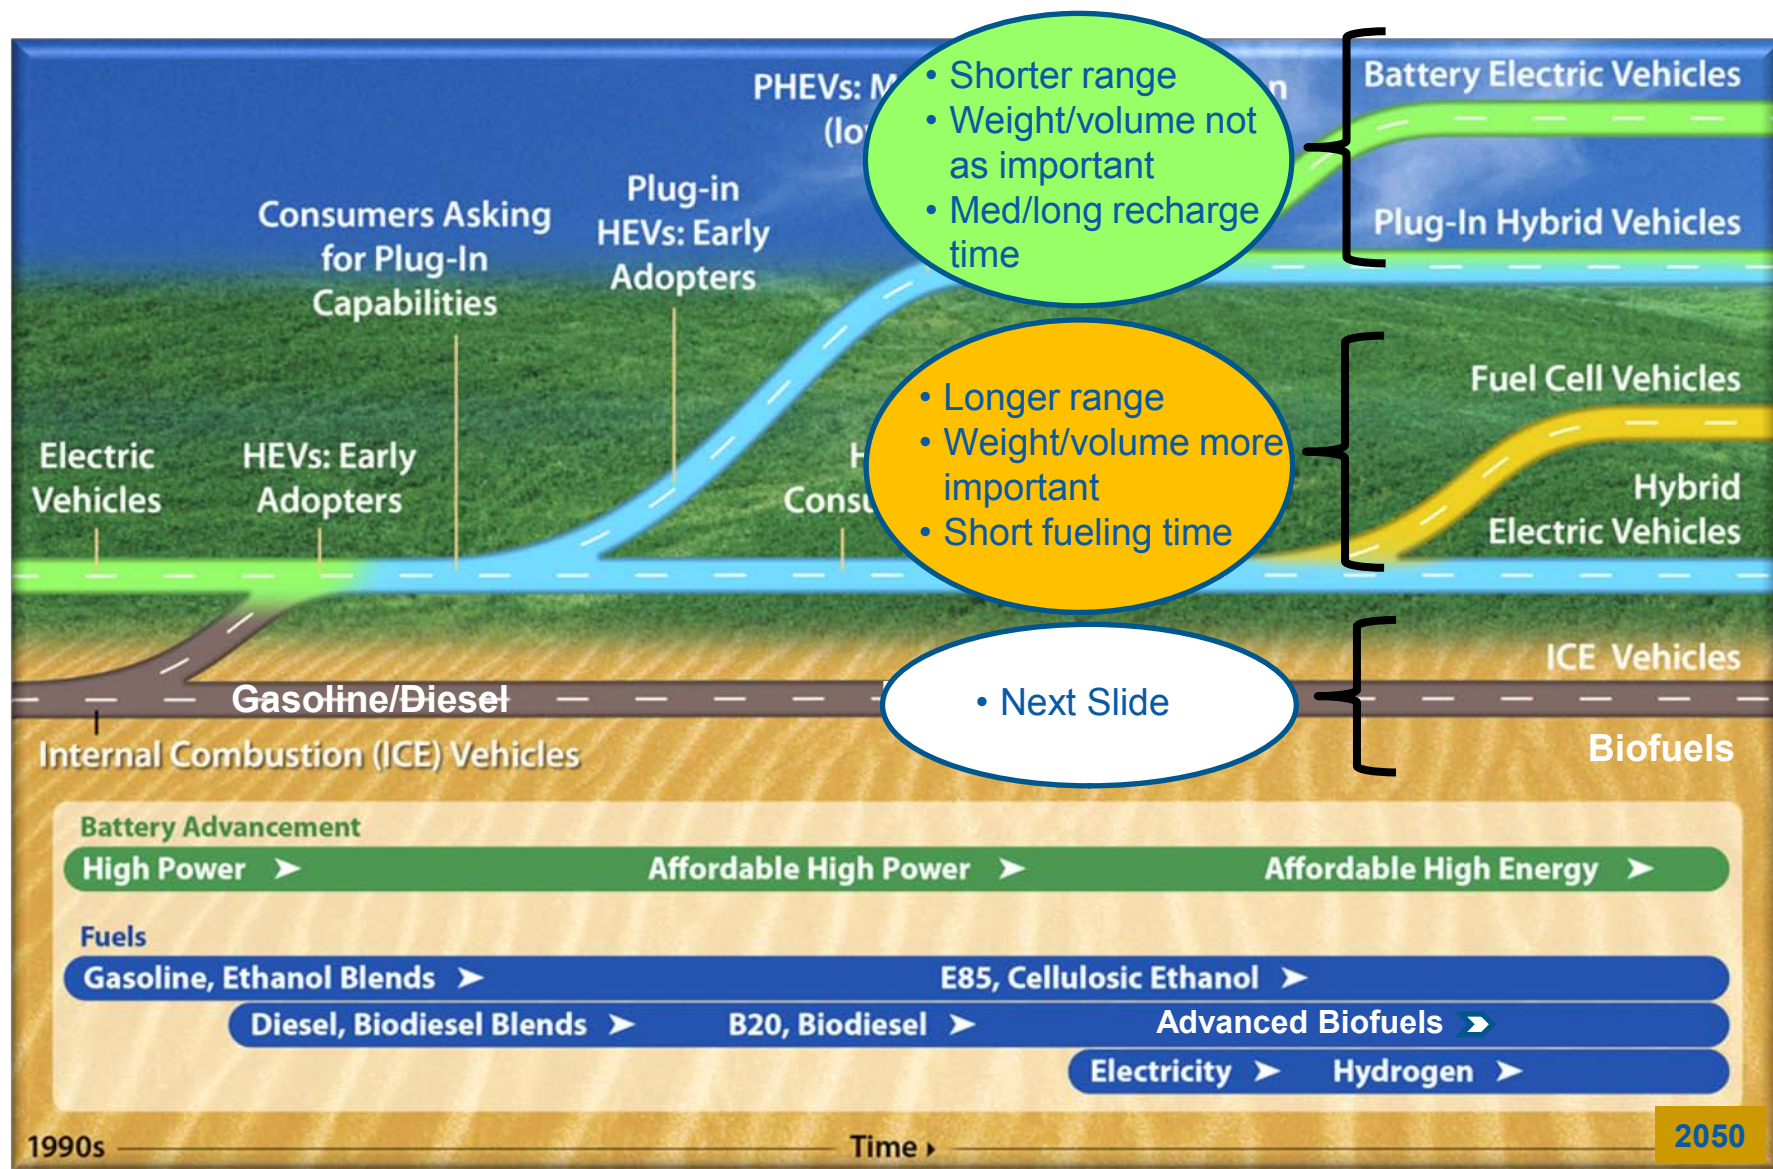 PHEVs:
Battery Electric Vehicles
• Shorter range
• Weight/volume not
as important
• Med/long recharge
time
Plug-in
HEVs: Early
Adopters
Consumers Asking
for Plug-In
Capabilities
Plug-In Hybrid Vehicles
Fuel Cell Vehicles
• Longer range
• Weight/volume more
important
• Short fueling time
Electric
Vehicles
HEVs: Early
Adopters
Hybrid
Electric Vehicles
ICE Vehicles
Gasoline/Diesel
• Next Slide
Internal Combustion (ICE) Vehicles
Biofuels
Battery Advancement
High Power ➤ Affordable High Power ➤ Affordable High Energy ➤
Fuels
Gasoline, Ethanol Blends ➤ E85, Cellulosic Ethanol ➤
Diesel, Biodiesel Blends ➤ B20, Biodiesel ➤ Advanced Biofuels
Electricity ➤ Hydrogen ➤
1990s Time 2050